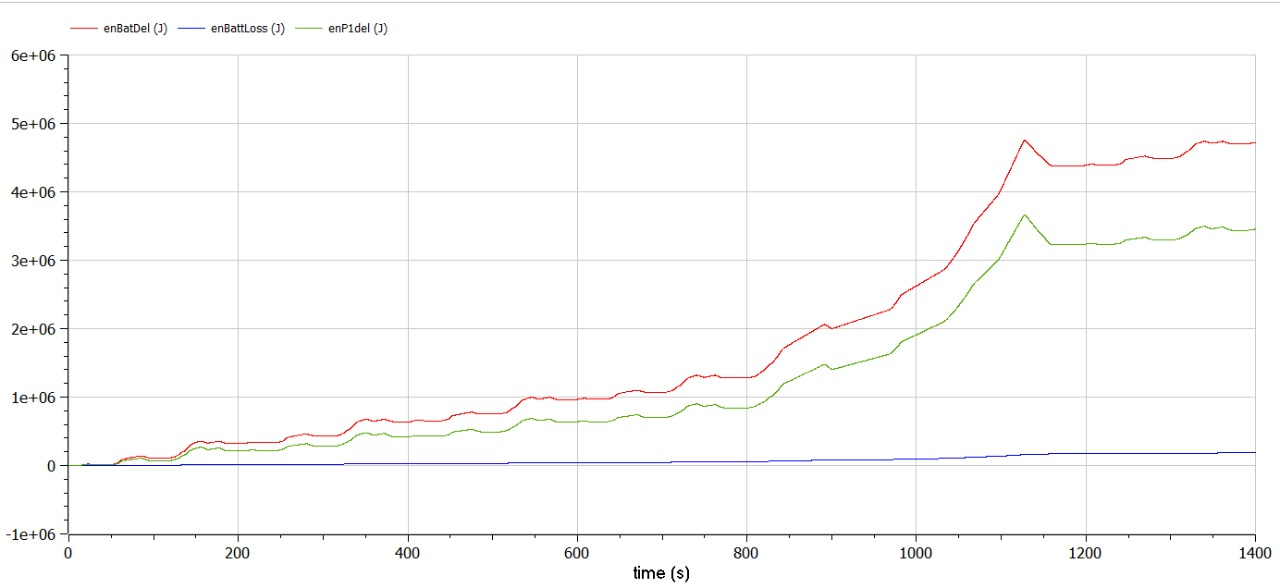 enBatDel (J) enBattLoss (J) enP1del (J)
6e+06
5e+06
4e+06
3e+06
2e+06
1e+06
0
-1e+06
0 200 400 600 800 1000 1200 1400
time (s)